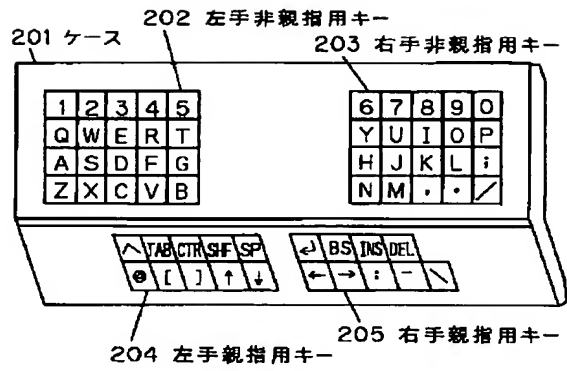 202 左手非親指用キー
201 ケース
203 右手非親指用キー
1 2 3 4 5
6 7 8 9 0
Q W E R T
Y U I O P
A S D F G
H J K L ;
Z X C V B
N M , . /
^ TAB CTR SHF SP
↵ BS INS DEL
@ [ ] ↑ ↓
← → : - \
205 右手親指用キー
204 左手親指用キー